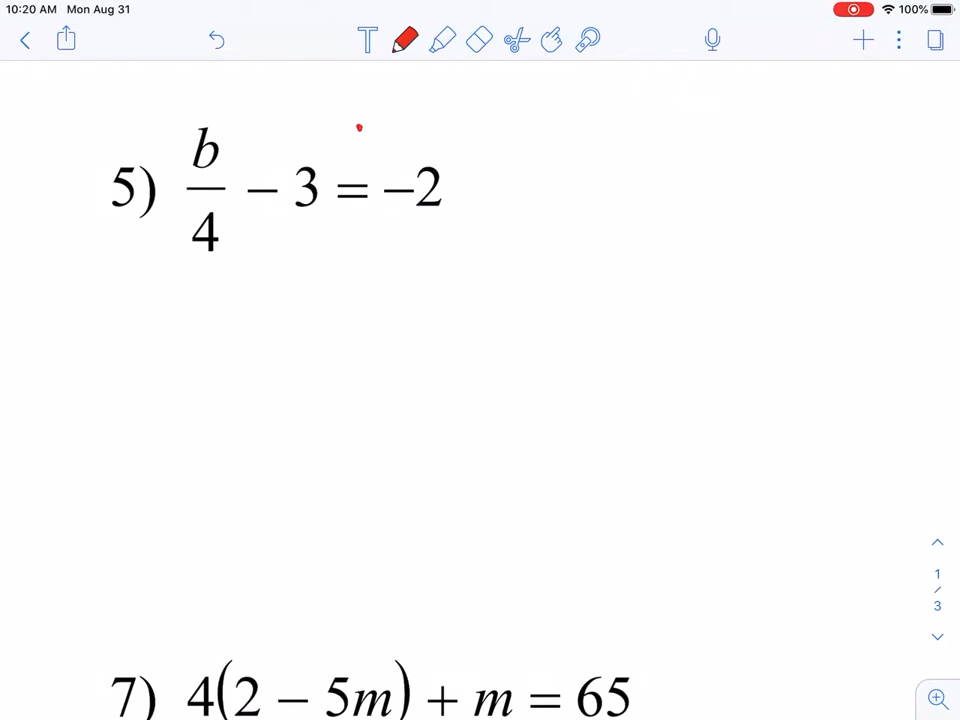 10:20 AM Mon Aug 31 100%
T
5) b/4 − 3 = −2
1
/
3
7) 4(2 − 5m) + m = 65